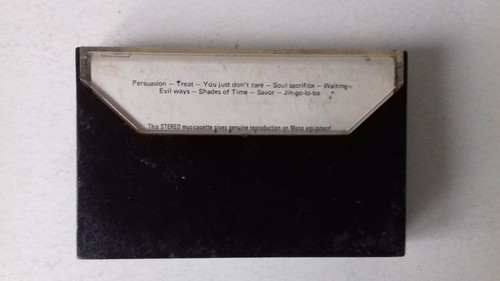 Persuasion – Treat – You just don't care – Soul sacrifice – Waiting –
Evil ways – Shades of Time – Savor – Jin-go-lo-ba
This STEREO musicasette gives genuine reproduction on Mono equipment